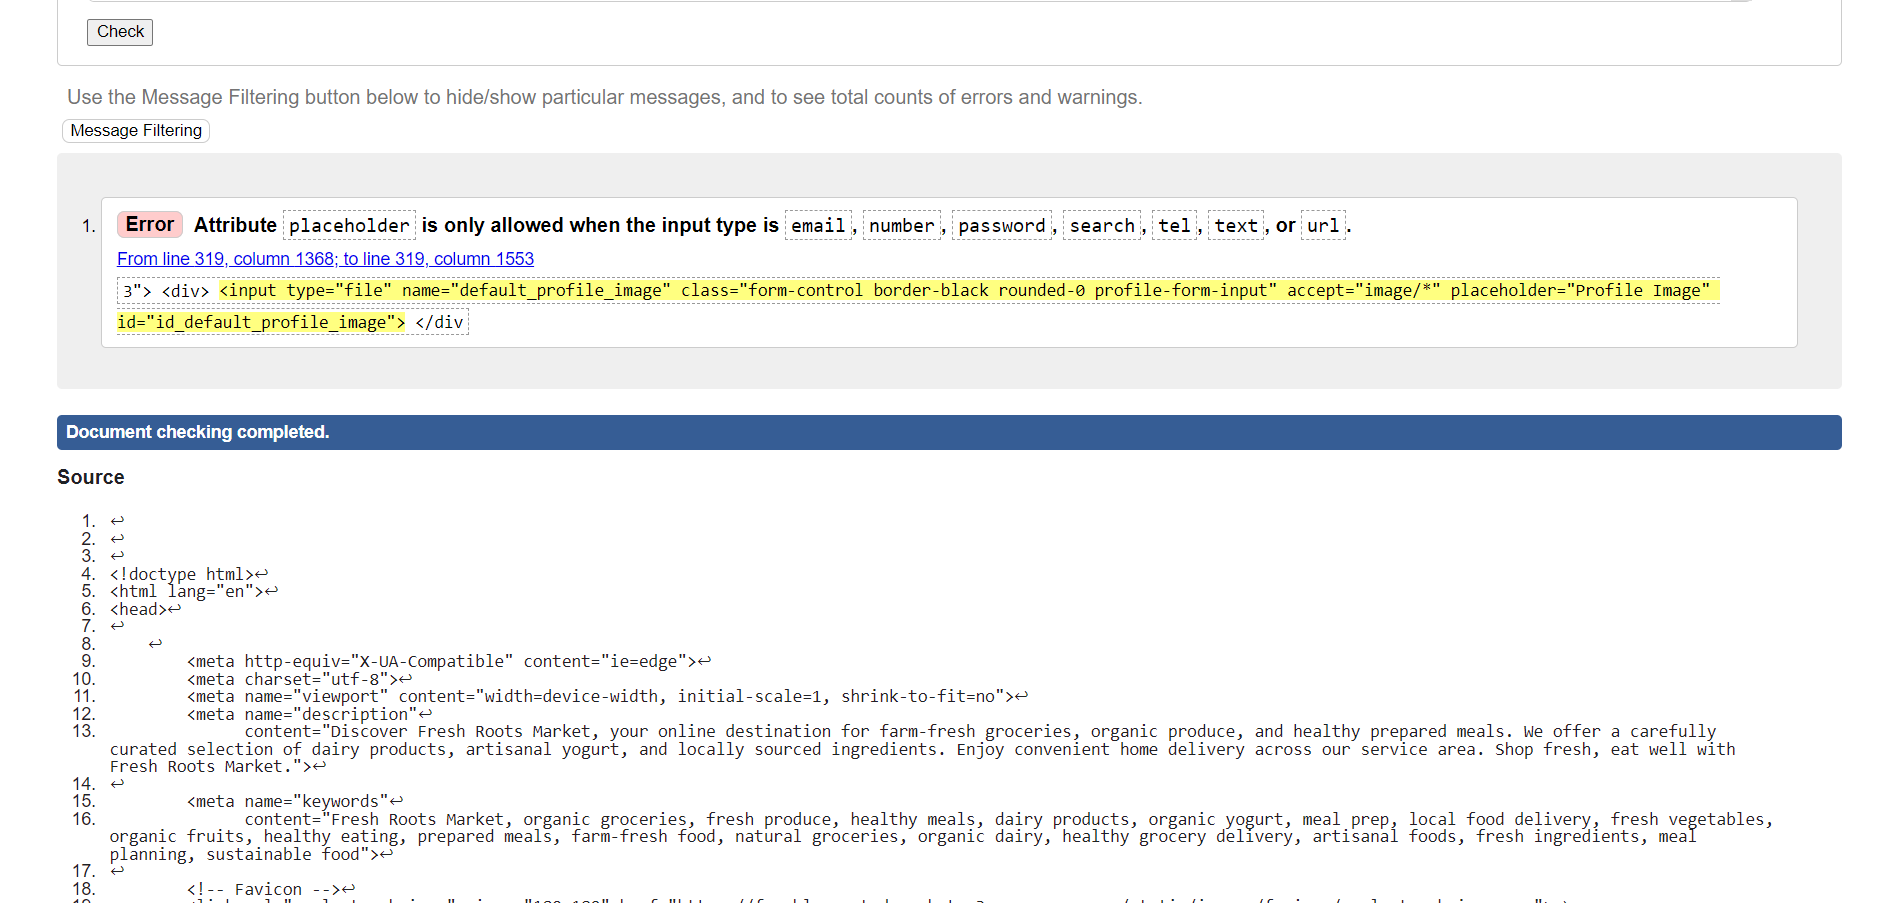 Check
Use the Message Filtering button below to hide/show particular messages, and to see total counts of errors and warnings.
Message Filtering
1. Error Attribute placeholder is only allowed when the input type is email, number, password, search, tel, text, or url.
From line 319, column 1368; to line 319, column 1553
3"> <div> <input type="file" name="default_profile_image" class="form-control border-black rounded-0 profile-form-input" accept="image/*" placeholder="Profile Image"
id="id_default_profile_image"> </div
Document checking completed.
Source
1. ↩
2. ↩
3. ↩
4. <!doctype html>↩
5. <html lang="en">↩
6. <head>↩
7. ↩
8. ↩
9. <meta http-equiv="X-UA-Compatible" content="ie=edge">↩
10. <meta charset="utf-8">↩
11. <meta name="viewport" content="width=device-width, initial-scale=1, shrink-to-fit=no">↩
12. <meta name="description"↩
13. content="Discover Fresh Roots Market, your online destination for farm-fresh groceries, organic produce, and healthy prepared meals. We offer a carefully
curated selection of dairy products, artisanal yogurt, and locally sourced ingredients. Enjoy convenient home delivery across our service area. Shop fresh, eat well with
Fresh Roots Market.">↩
14. ↩
15. <meta name="keywords"↩
16. content="Fresh Roots Market, organic groceries, fresh produce, healthy meals, dairy products, organic yogurt, meal prep, local food delivery, fresh vegetables,
organic fruits, healthy eating, prepared meals, farm-fresh food, natural groceries, organic dairy, healthy grocery delivery, artisanal foods, fresh ingredients, meal
planning, sustainable food">↩
17. ↩
18. <!-- Favicon -->↩